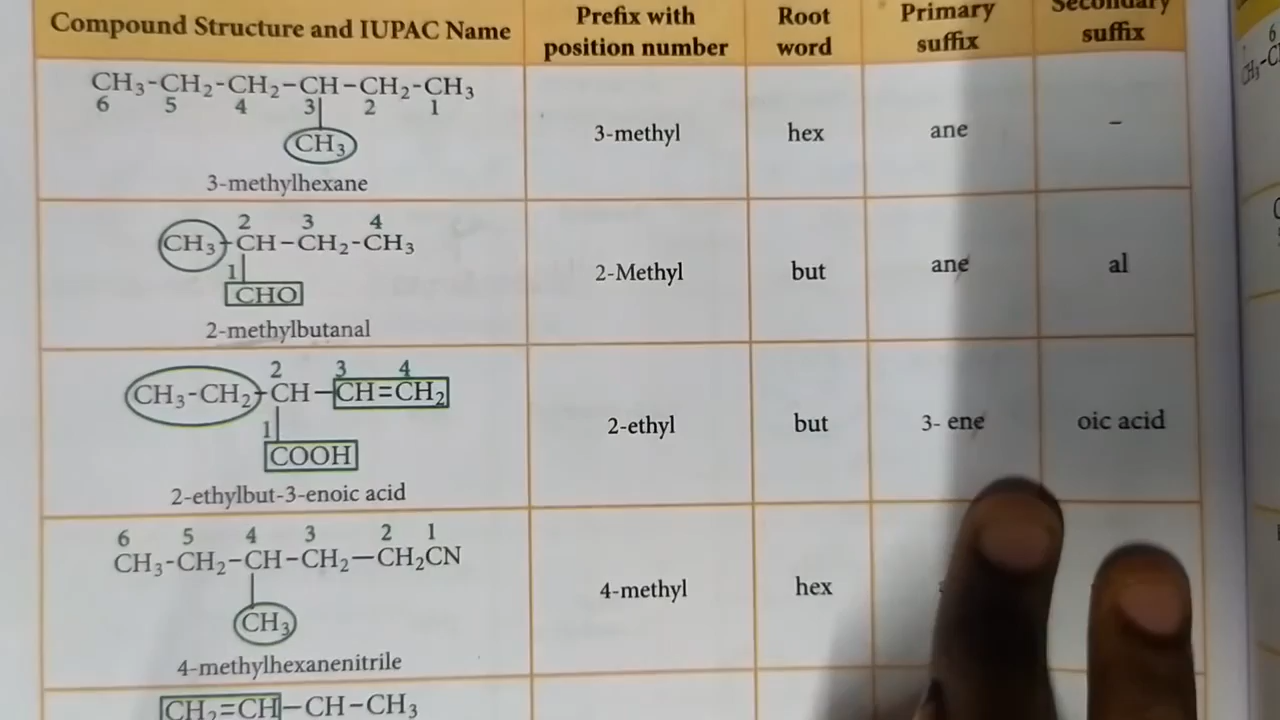 Compound Structure and IUPAC Name
Prefix with
position number
Root
word
Primary
suffix
Secondary
suffix
CH₃-CH₂-CH₂-CH-CH₂-CH₃
6 5 4 3 2 1
CH₃
3-methylhexane
3-methyl
hex
ane
–
2 3 4
CH₃-CH-CH₂-CH₃
1
CHO
2-methylbutanal
2-Methyl
but
ane
al
2 3 4
CH₃-CH₂-CH-CH=CH₂
1
COOH
2-ethylbut-3-enoic acid
2-ethyl
but
3- ene
oic acid
6 5 4 3 2 1
CH₃-CH₂-CH-CH₂-CH₂CN
CH₃
4-methylhexanenitrile
4-methyl
hex
CH₂=CH-CH-CH₃
6